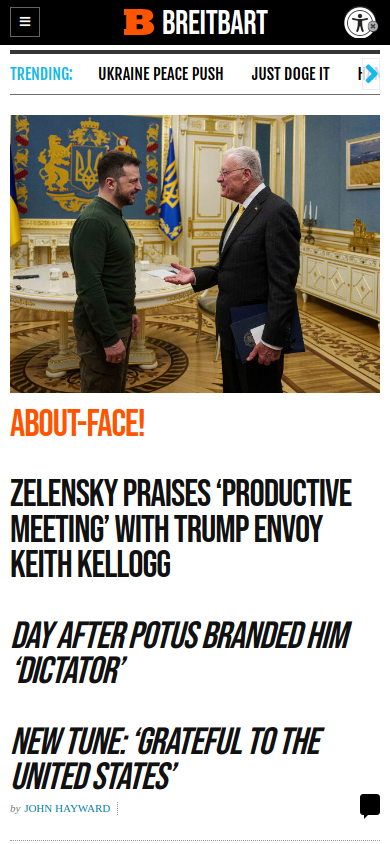 BREITBART
TRENDING: UKRAINE PEACE PUSH JUST DOGE IT
ABOUT-FACE!
ZELENSKY PRAISES ‘PRODUCTIVE
MEETING’ WITH TRUMP ENVOY
KEITH KELLOGG
DAY AFTER POTUS BRANDED HIM
‘DICTATOR’
NEW TUNE: ‘GRATEFUL TO THE
UNITED STATES’
by JOHN HAYWARD